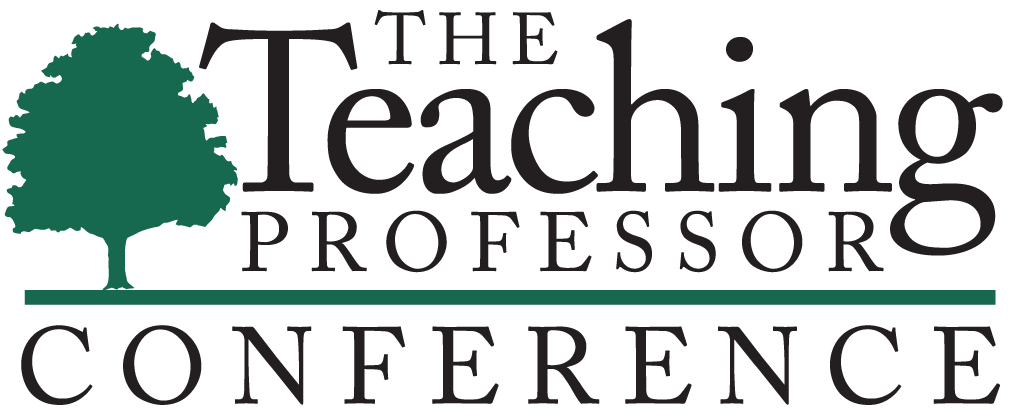 THE
Teaching
PROFESSOR
CONFERENCE